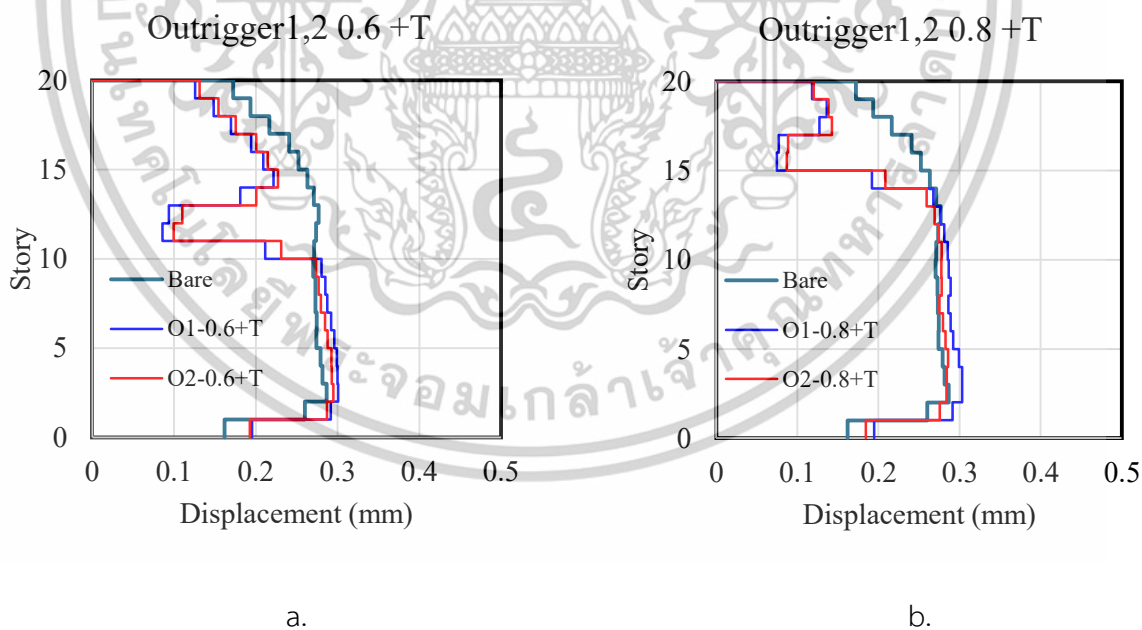 Outrigger1,2 0.6 +T
20
15
10
5
0
Story
Bare
O1-0.6+T
O2-0.6+T
0 0.1 0.2 0.3 0.4 0.5
Displacement (mm)
a.
Outrigger1,2 0.8 +T
20
15
10
5
0
Story
Bare
O1-0.8+T
O2-0.8+T
0 0.1 0.2 0.3 0.4 0.5
Displacement (mm)
b.